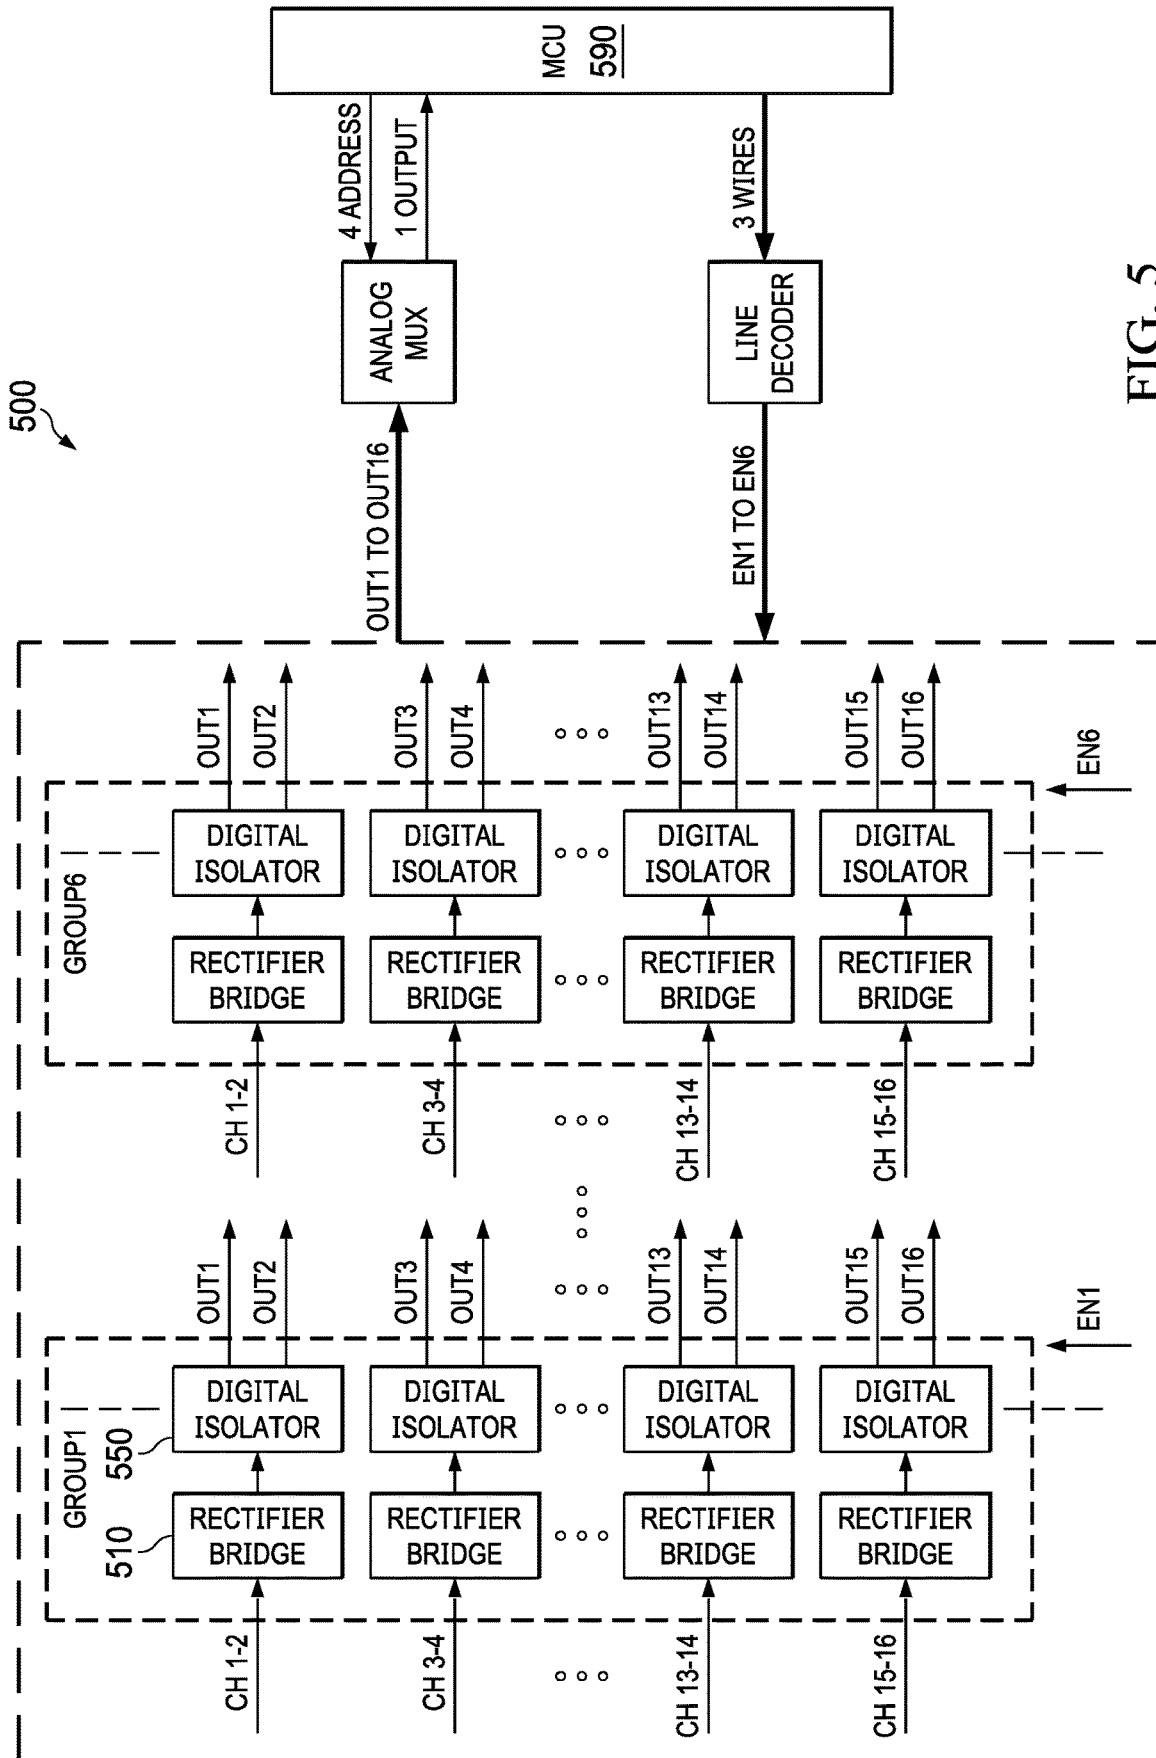 500
GROUP1
CH 1-2
510
RECTIFIER
BRIDGE
550
DIGITAL
ISOLATOR
OUT1
OUT2
CH 3-4
RECTIFIER
BRIDGE
DIGITAL
ISOLATOR
OUT3
OUT4
CH 13-14
RECTIFIER
BRIDGE
DIGITAL
ISOLATOR
OUT13
OUT14
CH 15-16
RECTIFIER
BRIDGE
DIGITAL
ISOLATOR
OUT15
OUT16
EN1
GROUP6
CH 1-2
RECTIFIER
BRIDGE
DIGITAL
ISOLATOR
OUT1
OUT2
CH 3-4
RECTIFIER
BRIDGE
DIGITAL
ISOLATOR
OUT3
OUT4
CH 13-14
RECTIFIER
BRIDGE
DIGITAL
ISOLATOR
OUT13
OUT14
CH 15-16
RECTIFIER
BRIDGE
DIGITAL
ISOLATOR
OUT15
OUT16
EN6
OUT1 TO OUT16
ANALOG
MUX
4 ADDRESS
1 OUTPUT
EN1 TO EN6
LINE
DECODER
3 WIRES
MCU
590
FIG. 5